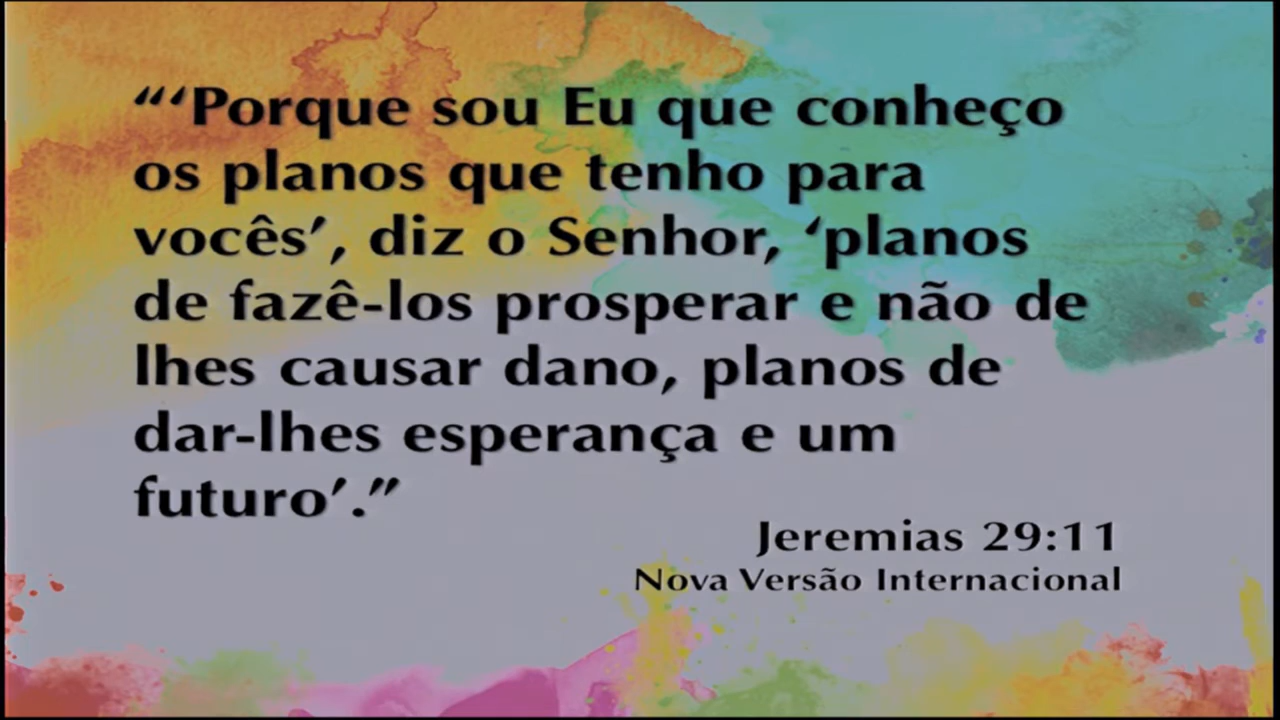 “‘Porque sou Eu que conheço
os planos que tenho para
vocês’, diz o Senhor, ‘planos
de fazê-los prosperar e não de
lhes causar dano, planos de
dar-lhes esperança e um
futuro’.”
Jeremias 29:11
Nova Versão Internacional